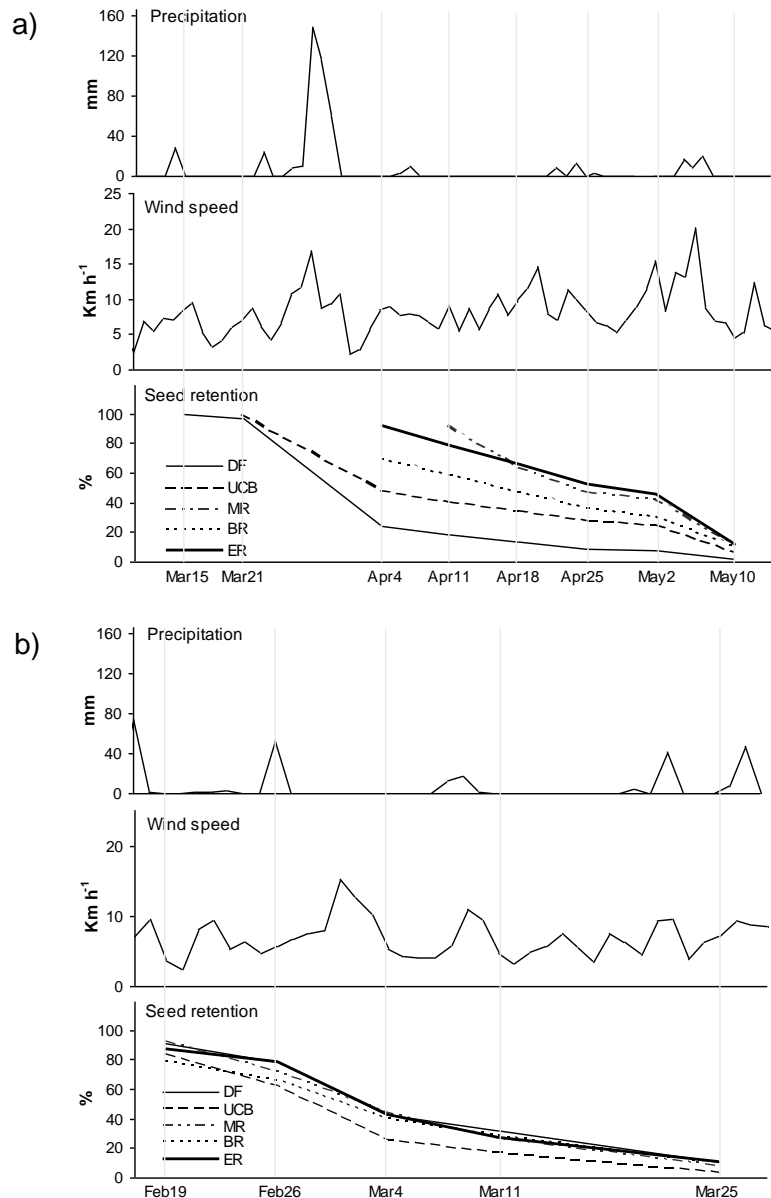 a)
Precipitation
160
120
80
40
0
mm
Wind speed
25
20
15
10
5
0
Km h⁻¹
Seed retention
100
80
60
40
20
0
%
DF
UCB
MR
BR
ER
Mar15 Mar21 Apr4 Apr11 Apr18 Apr25 May2 May10
b)
Precipitation
160
120
80
40
0
mm
Wind speed
20
10
0
Km h⁻¹
Seed retention
100
80
60
40
20
0
%
DF
UCB
MR
BR
ER
Feb19 Feb26 Mar4 Mar11 Mar25